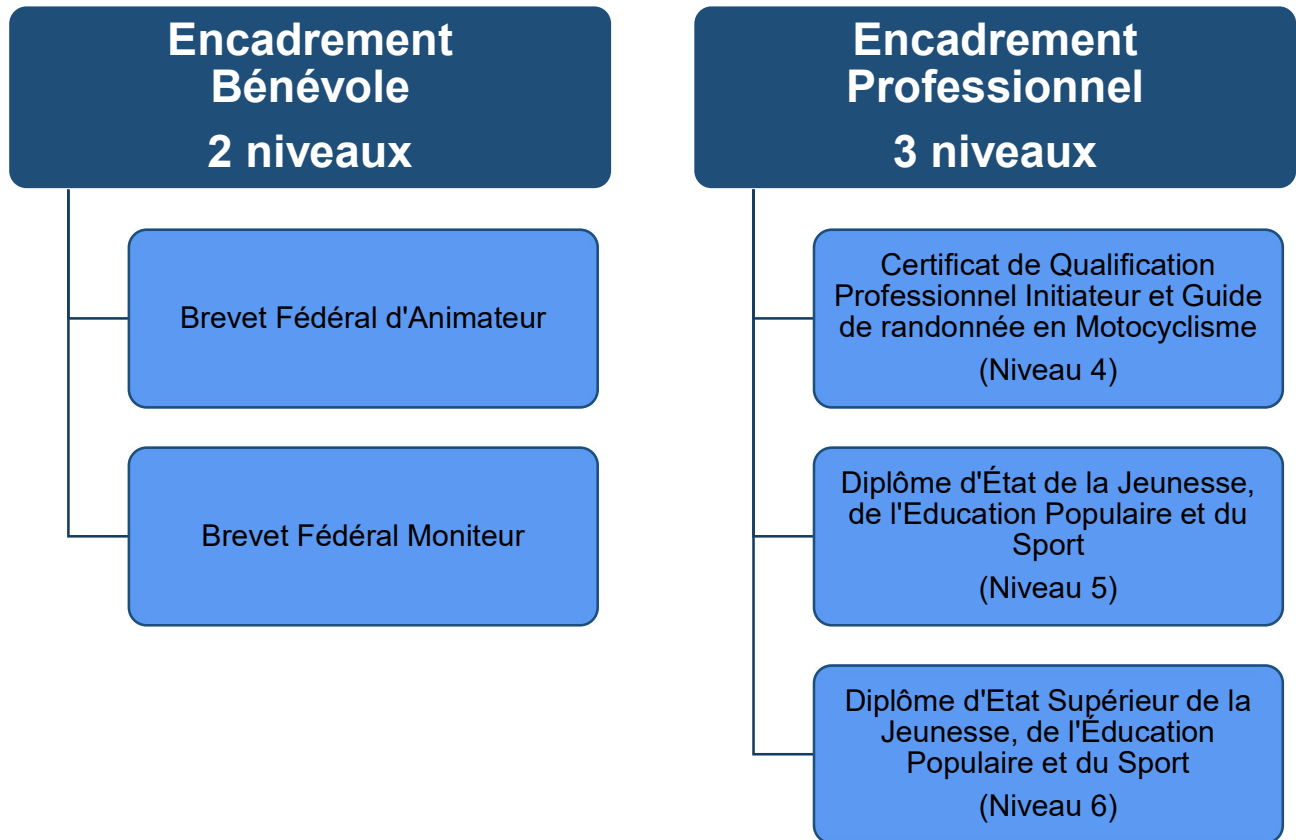 Encadrement
Bénévole
2 niveaux
Brevet Fédéral d'Animateur
Brevet Fédéral Moniteur
Encadrement
Professionnel
3 niveaux
Certificat de Qualification
Professionnel Initiateur et Guide
de randonnée en Motocyclisme
(Niveau 4)
Diplôme d'État de la Jeunesse,
de l'Education Populaire et du
Sport
(Niveau 5)
Diplôme d'Etat Supérieur de la
Jeunesse, de l'Éducation
Populaire et du Sport
(Niveau 6)